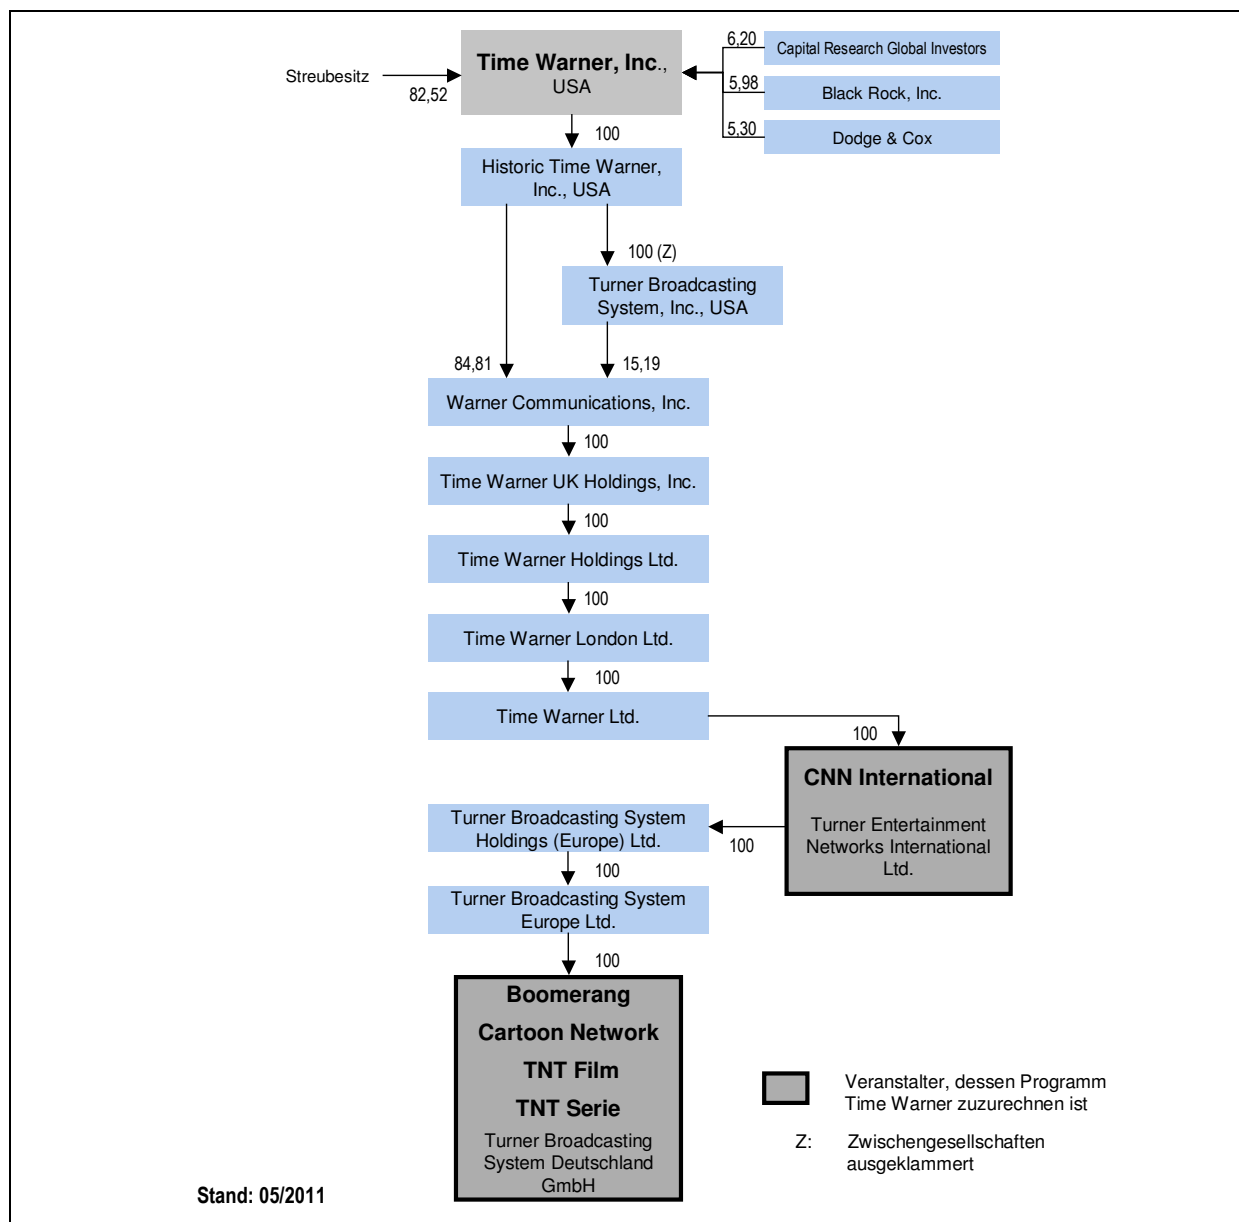 Streubesitz
82,52
Time Warner, Inc.,
USA
6,20
Capital Research Global Investors
5,98
Black Rock, Inc.
5,30
Dodge & Cox
100
Historic Time Warner,
Inc., USA
100 (Z)
Turner Broadcasting
System, Inc., USA
84,81
15,19
Warner Communications, Inc.
100
Time Warner UK Holdings, Inc.
100
Time Warner Holdings Ltd.
100
Time Warner London Ltd.
100
Time Warner Ltd.
100
CNN International
Turner Entertainment
Networks International
Ltd.
100
Turner Broadcasting System
Holdings (Europe) Ltd.
100
Turner Broadcasting System
Europe Ltd.
100
Boomerang
Cartoon Network
TNT Film
TNT Serie
Turner Broadcasting
System Deutschland
GmbH
Veranstalter, dessen Programm
Time Warner zuzurechnen ist
Z: Zwischengesellschaften
ausgeklammert
Stand: 05/2011